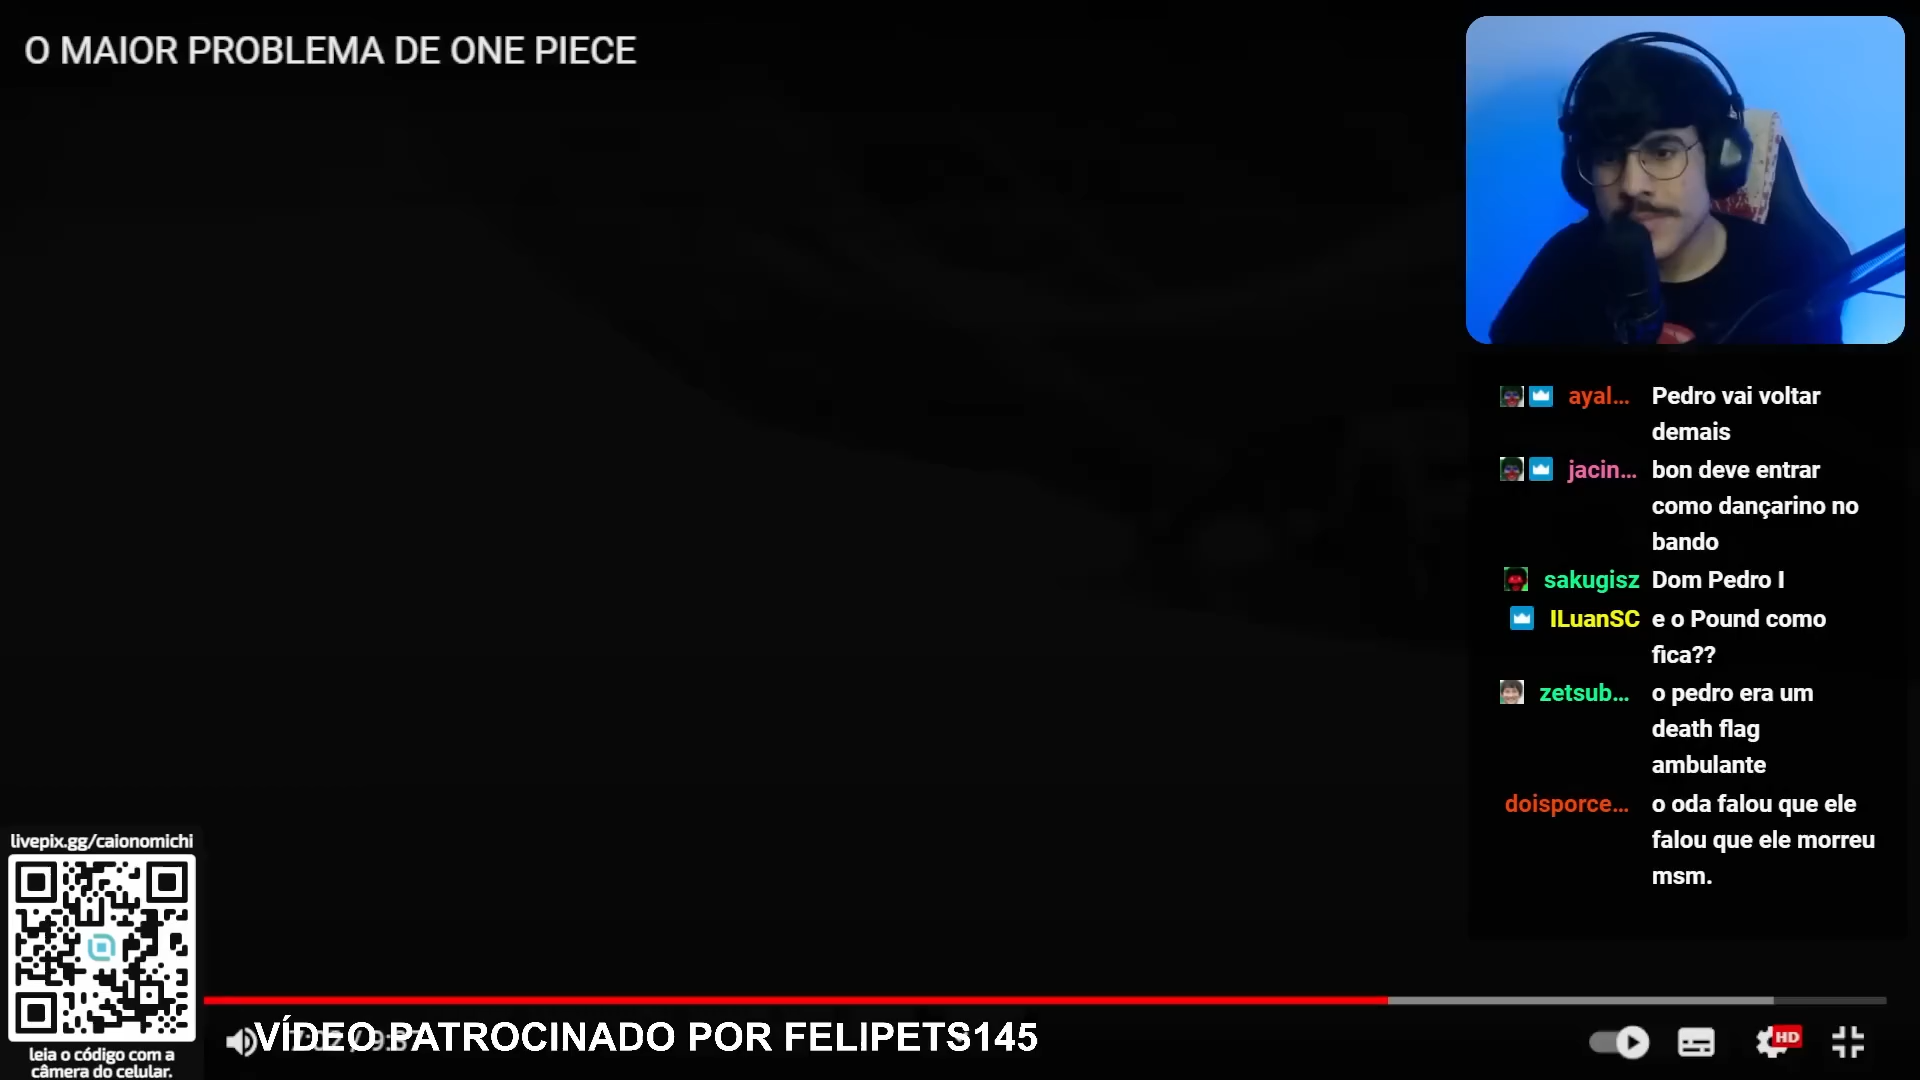 O MAIOR PROBLEMA DE ONE PIECE
ayal... Pedro vai voltar
demais
jacin... bon deve entrar
como dançarino no
bando
sakugisz Dom Pedro I
ILuanSC e o Pound como
fica??
zetsub... o pedro era um
death flag
ambulante
doisporce... o oda falou que ele
falou que ele morreu
msm.
livepix.gg/caionomichi
leia o código com a
câmera do celular.
VÍDEO PATROCINADO POR FELIPETS145
HD